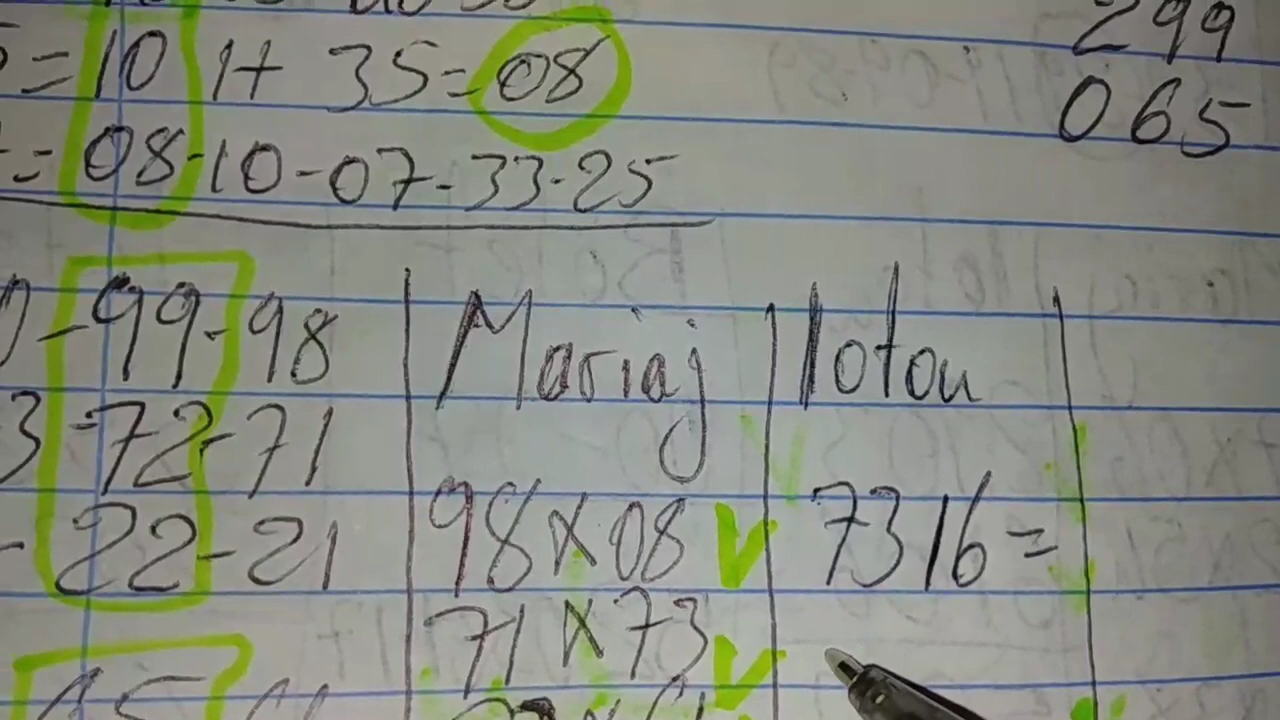 299
=10 1+ 35=08
065
=08-10-07-33-25
-99-98
Mariaj
lotou
3-72-71
98x08
7316=
-22-21
71x73